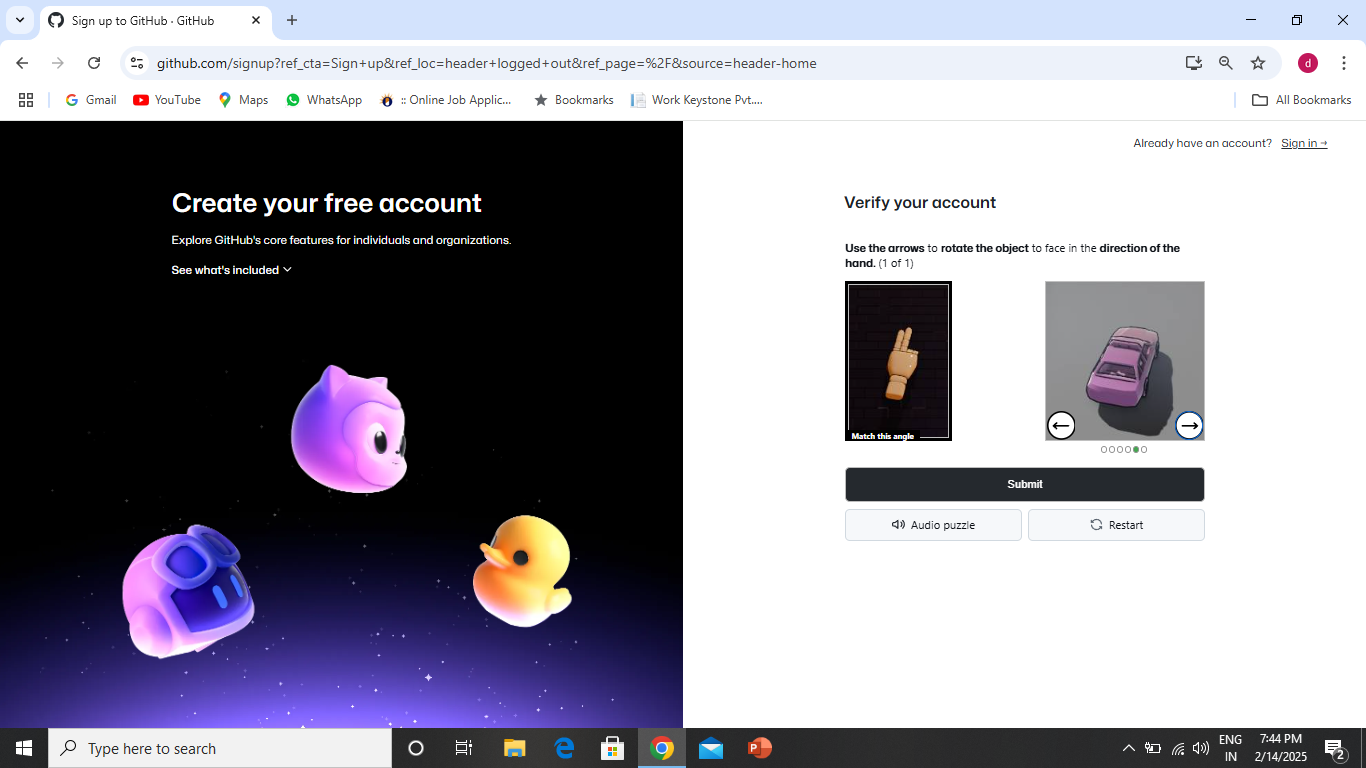 Sign up to GitHub · GitHub
github.com/signup?ref_cta=Sign+up&ref_loc=header+logged+out&ref_page=%2F&source=header-home
d
Gmail
YouTube
Maps
WhatsApp
:: Online Job Applic...
Bookmarks
Work Keystone Pvt....
All Bookmarks
Already have an account? Sign in →
Create your free account
Explore GitHub's core features for individuals and organizations.
See what's included
Verify your account
Use the arrows to rotate the object to face in the direction of the
hand. (1 of 1)
Match this angle
Submit
Audio puzzle
Restart
Type here to search
ENG
IN
7:44 PM
2/14/2025
2